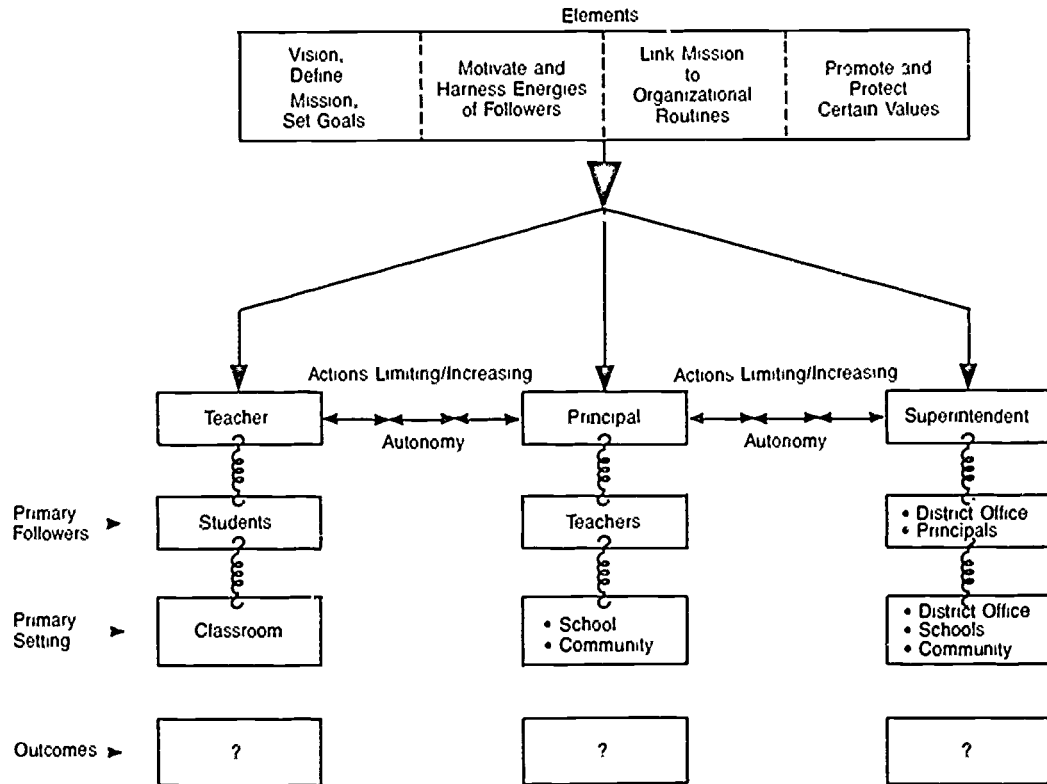 Elements
Vision,
Define
Mission,
Set Goals
Motivate and
Harness Energies
of Followers
Link Mission
to
Organizational
Routines
Promote and
Protect
Certain Values
Actions Limiting/Increasing
Actions Limiting/Increasing
Teacher
Principal
Superintendent
Autonomy
Autonomy
Primary
Followers
Students
Teachers
• District Office
• Principals
Primary
Setting
Classroom
• School
• Community
• District Office
• Schools
• Community
Outcomes
?
?
?